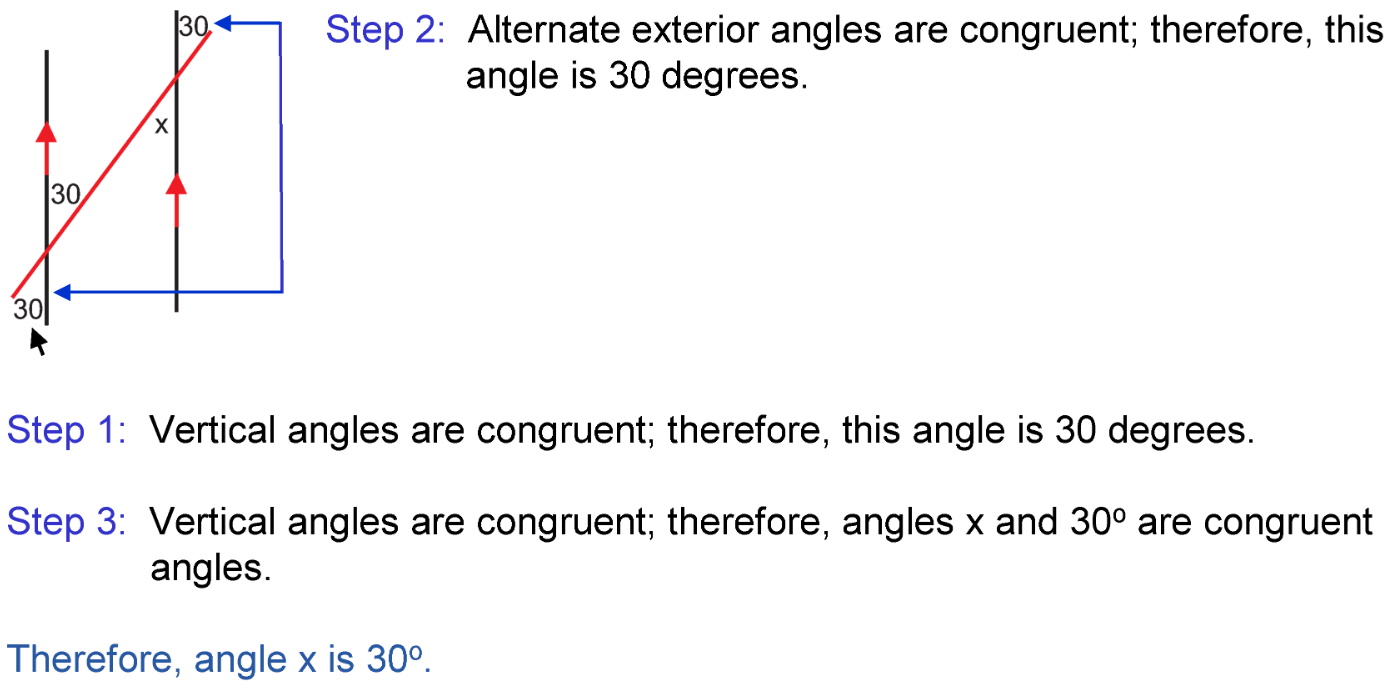 30
Step 2: Alternate exterior angles are congruent; therefore, this
angle is 30 degrees.
x
30
30
Step 1: Vertical angles are congruent; therefore, this angle is 30 degrees.
Step 3: Vertical angles are congruent; therefore, angles x and 30º are congruent
angles.
Therefore, angle x is 30º.